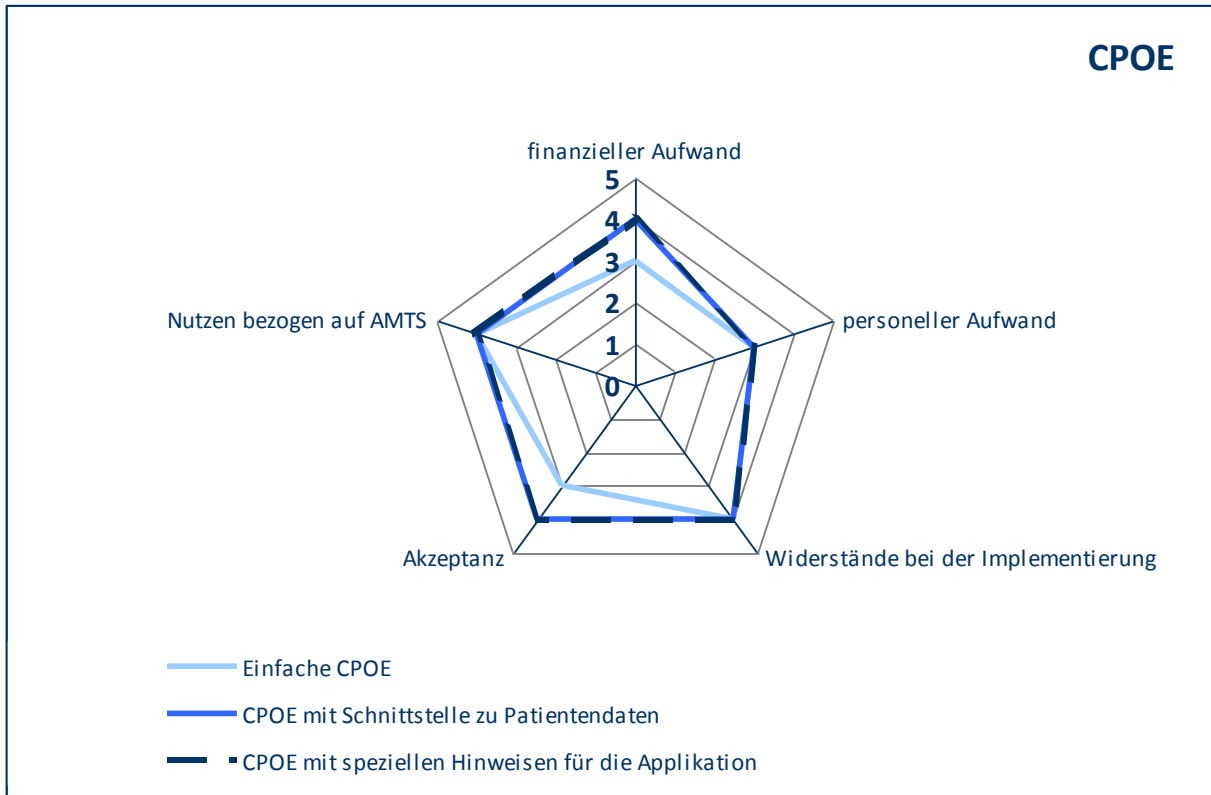 CPOE
finanzieller Aufwand
5
4
3
2
1
0
Nutzen bezogen auf AMTS
personeller Aufwand
Akzeptanz
Widerstände bei der Implementierung
Einfache CPOE
CPOE mit Schnittstelle zu Patientendaten
CPOE mit speziellen Hinweisen für die Applikation